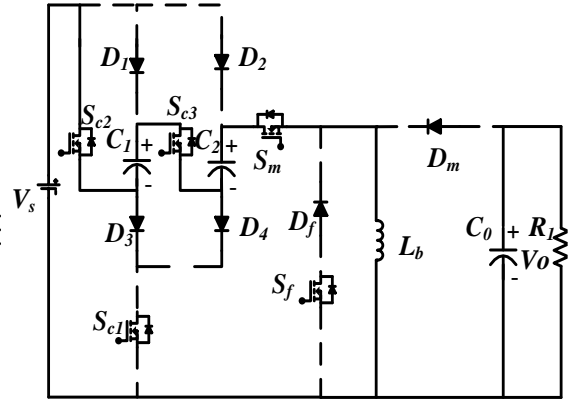 D1
D2
Sc2
Sc3
C1
+
-
C2
+
-
Sm
Dm
Vs
+
D3
D4
Df
Lb
C0
+
Vo
-
R1
Sf
Sc1